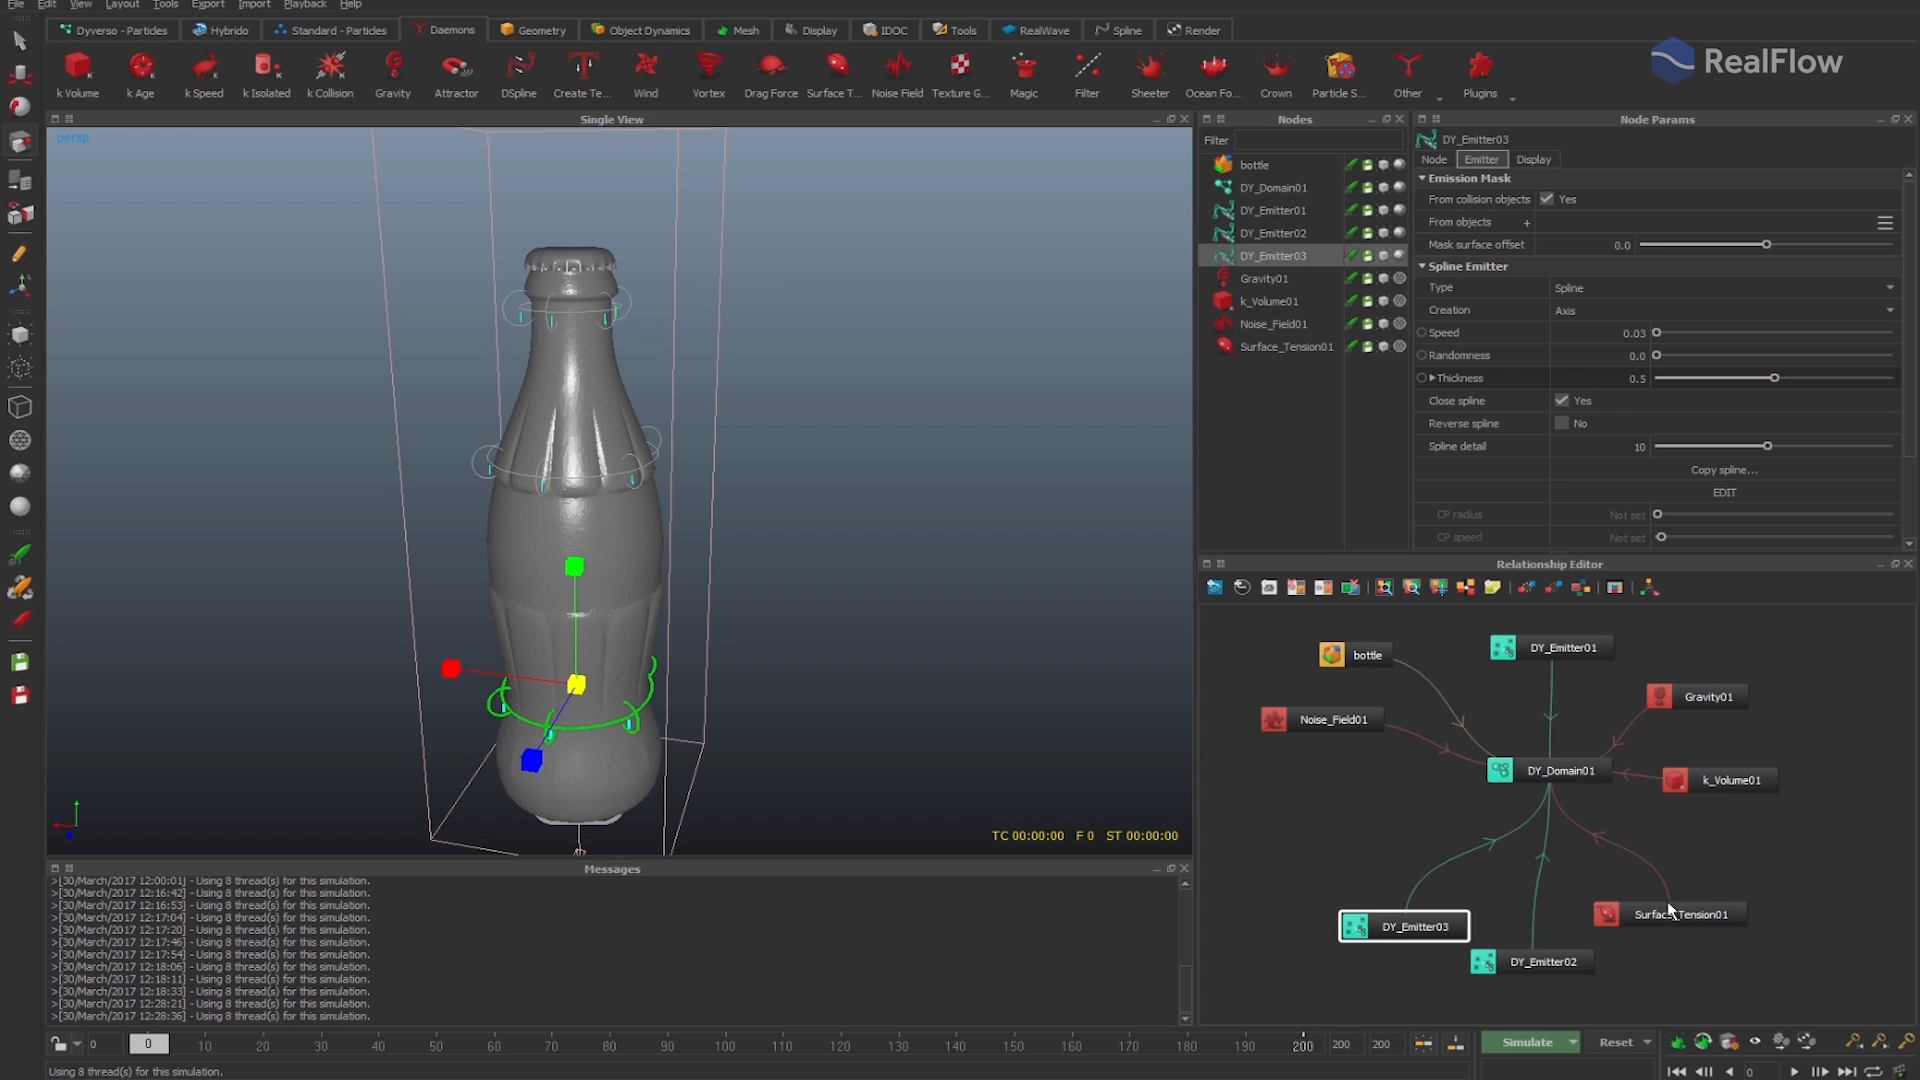 File Edit View Layout Tools Export Import Playback Help
Dyverso - Particles Hybrido Standard - Particles Daemons Geometry Object Dynamics Mesh Display IDOC Tools RealWave Spline Render
k Volume k Age k Speed k Isolated k Collision Gravity Attractor DSpline Create Te... Wind Vortex Drag Force Surface T... Noise Field Texture G... Magic Filter Sheeter Ocean Fo... Crown Particle S... Other Plugins
RealFlow
Single View
persp
TC 00:00:00 F 0 ST 00:00:00
Nodes
Filter
bottle
DY_Domain01
DY_Emitter01
DY_Emitter02
DY_Emitter03
Gravity01
k_Volume01
Noise_Field01
Surface_Tension01
Node Params
DY_Emitter03
Node Emitter Display
Emission Mask
From collision objects Yes
From objects +
Mask surface offset 0.0
Spline Emitter
Type Spline
Creation Axis
Speed 0.03
Randomness 0.0
Thickness 0.5
Close spline Yes
Reverse spline No
Spline detail 10
Copy spline...
EDIT
CP radius Not set
CP speed Not set
Relationship Editor
bottle
DY_Emitter01
Gravity01
Noise_Field01
DY_Domain01
k_Volume01
DY_Emitter03
DY_Emitter02
Messages
>[30/March/2017 12:00:01] - Using 8 thread(s) for this simulation.
>[30/March/2017 12:16:42] - Using 8 thread(s) for this simulation.
>[30/March/2017 12:16:53] - Using 8 thread(s) for this simulation.
>[30/March/2017 12:17:04] - Using 8 thread(s) for this simulation.
>[30/March/2017 12:17:20] - Using 8 thread(s) for this simulation.
>[30/March/2017 12:17:46] - Using 8 thread(s) for this simulation.
>[30/March/2017 12:17:54] - Using 8 thread(s) for this simulation.
>[30/March/2017 12:18:06] - Using 8 thread(s) for this simulation.
>[30/March/2017 12:18:11] - Using 8 thread(s) for this simulation.
>[30/March/2017 12:18:33] - Using 8 thread(s) for this simulation.
>[30/March/2017 12:28:21] - Using 8 thread(s) for this simulation.
>[30/March/2017 12:28:36] - Using 8 thread(s) for this simulation.
0 0 10 20 30 40 50 60 70 80 90 100 110 120 130 140 150 160 170 180 190 200 200 200
Simulate Reset
0
Using 8 thread(s) for this simulation.